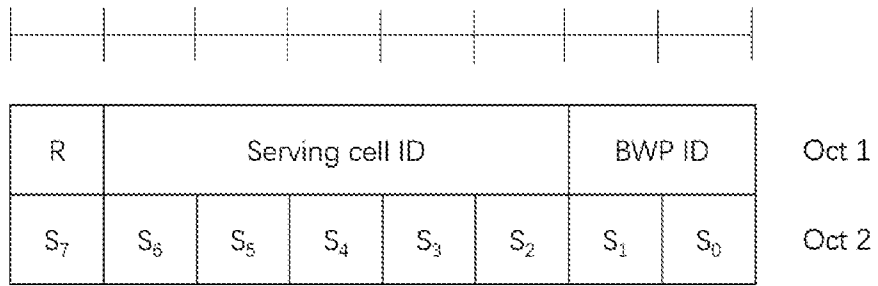 R Serving cell ID BWP ID Oct 1
S₇ S₆ S₅ S₄ S₃ S₂ S₁ S₀ Oct 2